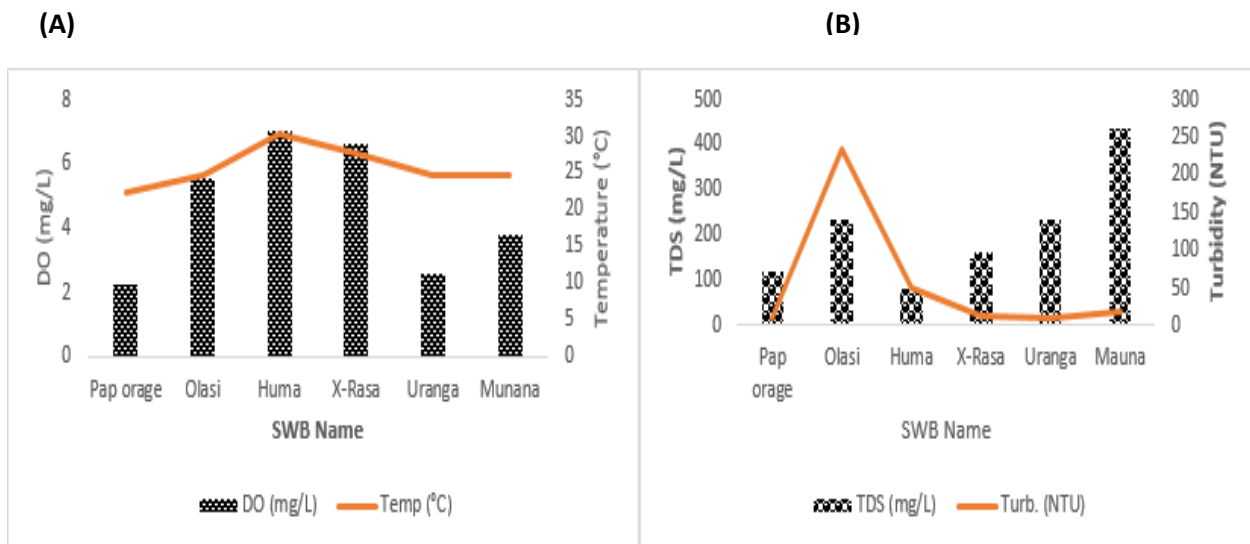 (A)
(B)
DO (mg/L)
8
6
4
2
0
35
30
25
20
15
10
5
0
Temperature (°C)
Pap orage Olasi Huma X-Rasa Uranga Munana
SWB Name
DO (mg/L) Temp (°C)
TDS (mg/L)
500
400
300
200
100
0
300
250
200
150
100
50
0
Turbidity (NTU)
Pap orage Olasi Huma X-Rasa Uranga Mauna
SWB Name
TDS (mg/L) Turb. (NTU)